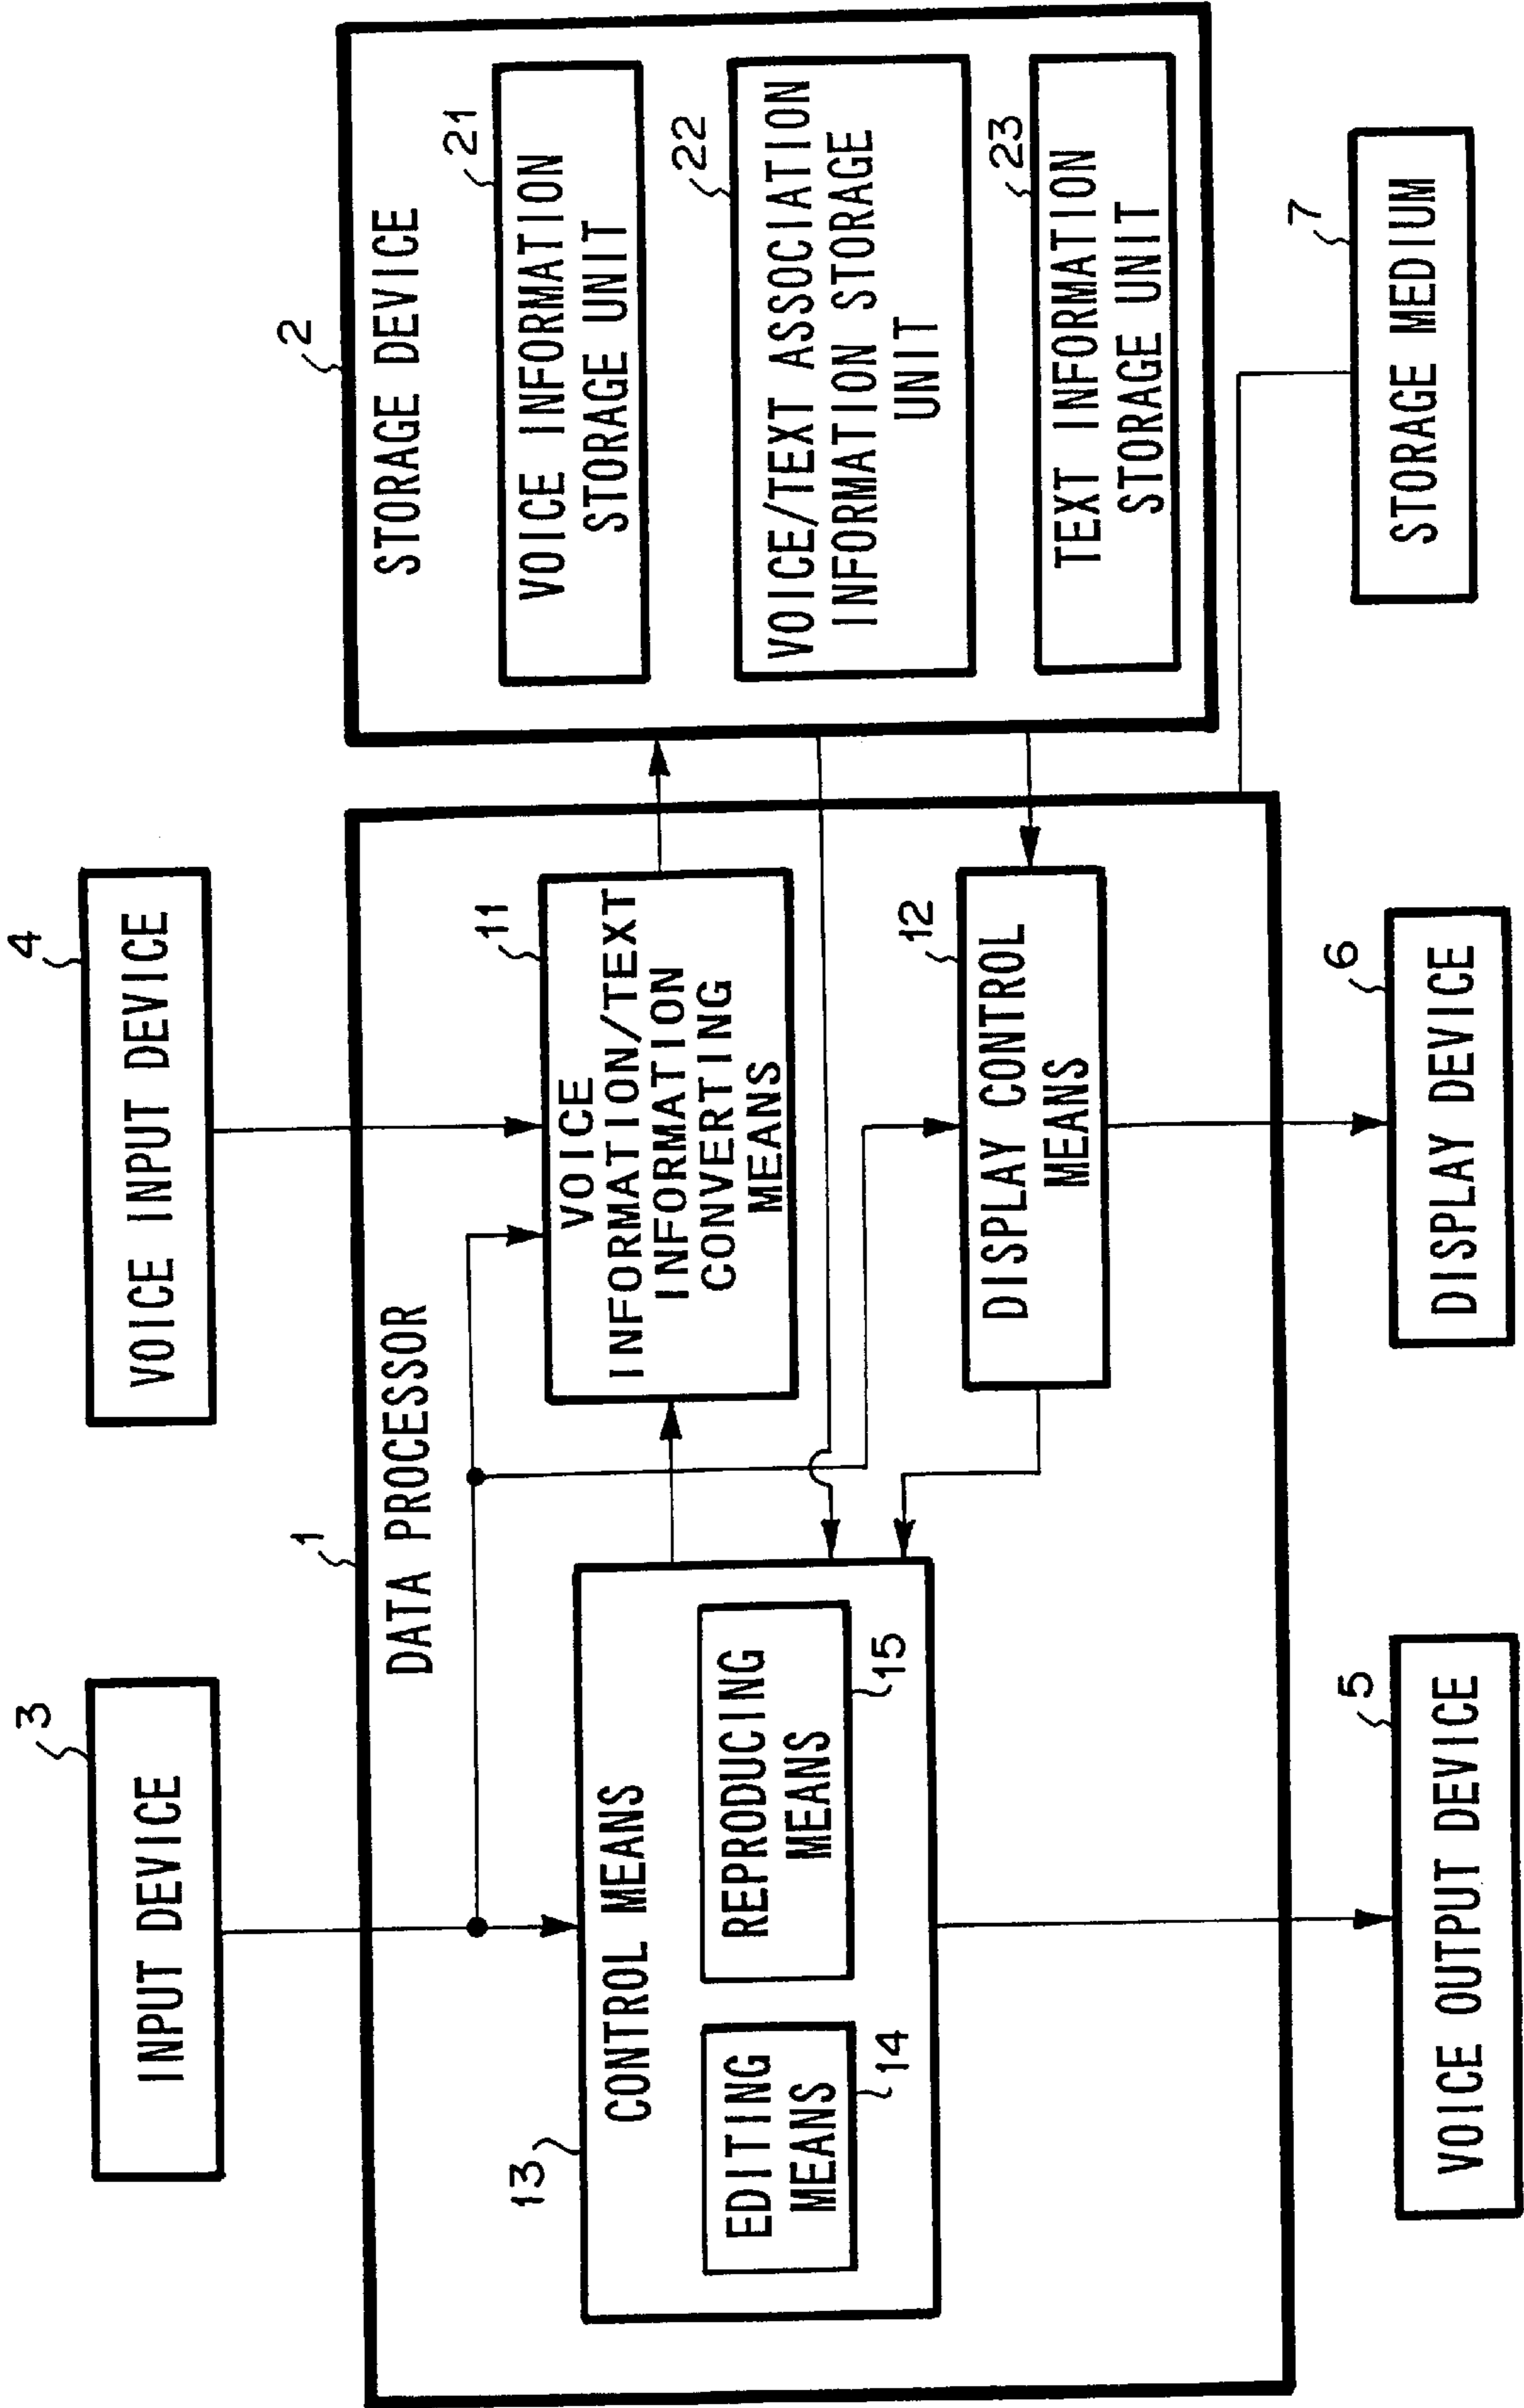 3
INPUT DEVICE
4
VOICE INPUT DEVICE
2
STORAGE DEVICE
21
VOICE INFORMATION
STORAGE UNIT
22
VOICE/TEXT ASSOCIATION
INFORMATION STORAGE
UNIT
23
TEXT INFORMATION
STORAGE UNIT
1
DATA PROCESSOR
13
CONTROL MEANS
EDITING
MEANS
14
REPRODUCING
MEANS
15
11
VOICE
INFORMATION/TEXT
INFORMATION
CONVERTING
MEANS
12
DISPLAY CONTROL
MEANS
5
VOICE OUTPUT DEVICE
6
DISPLAY DEVICE
7
STORAGE MEDIUM